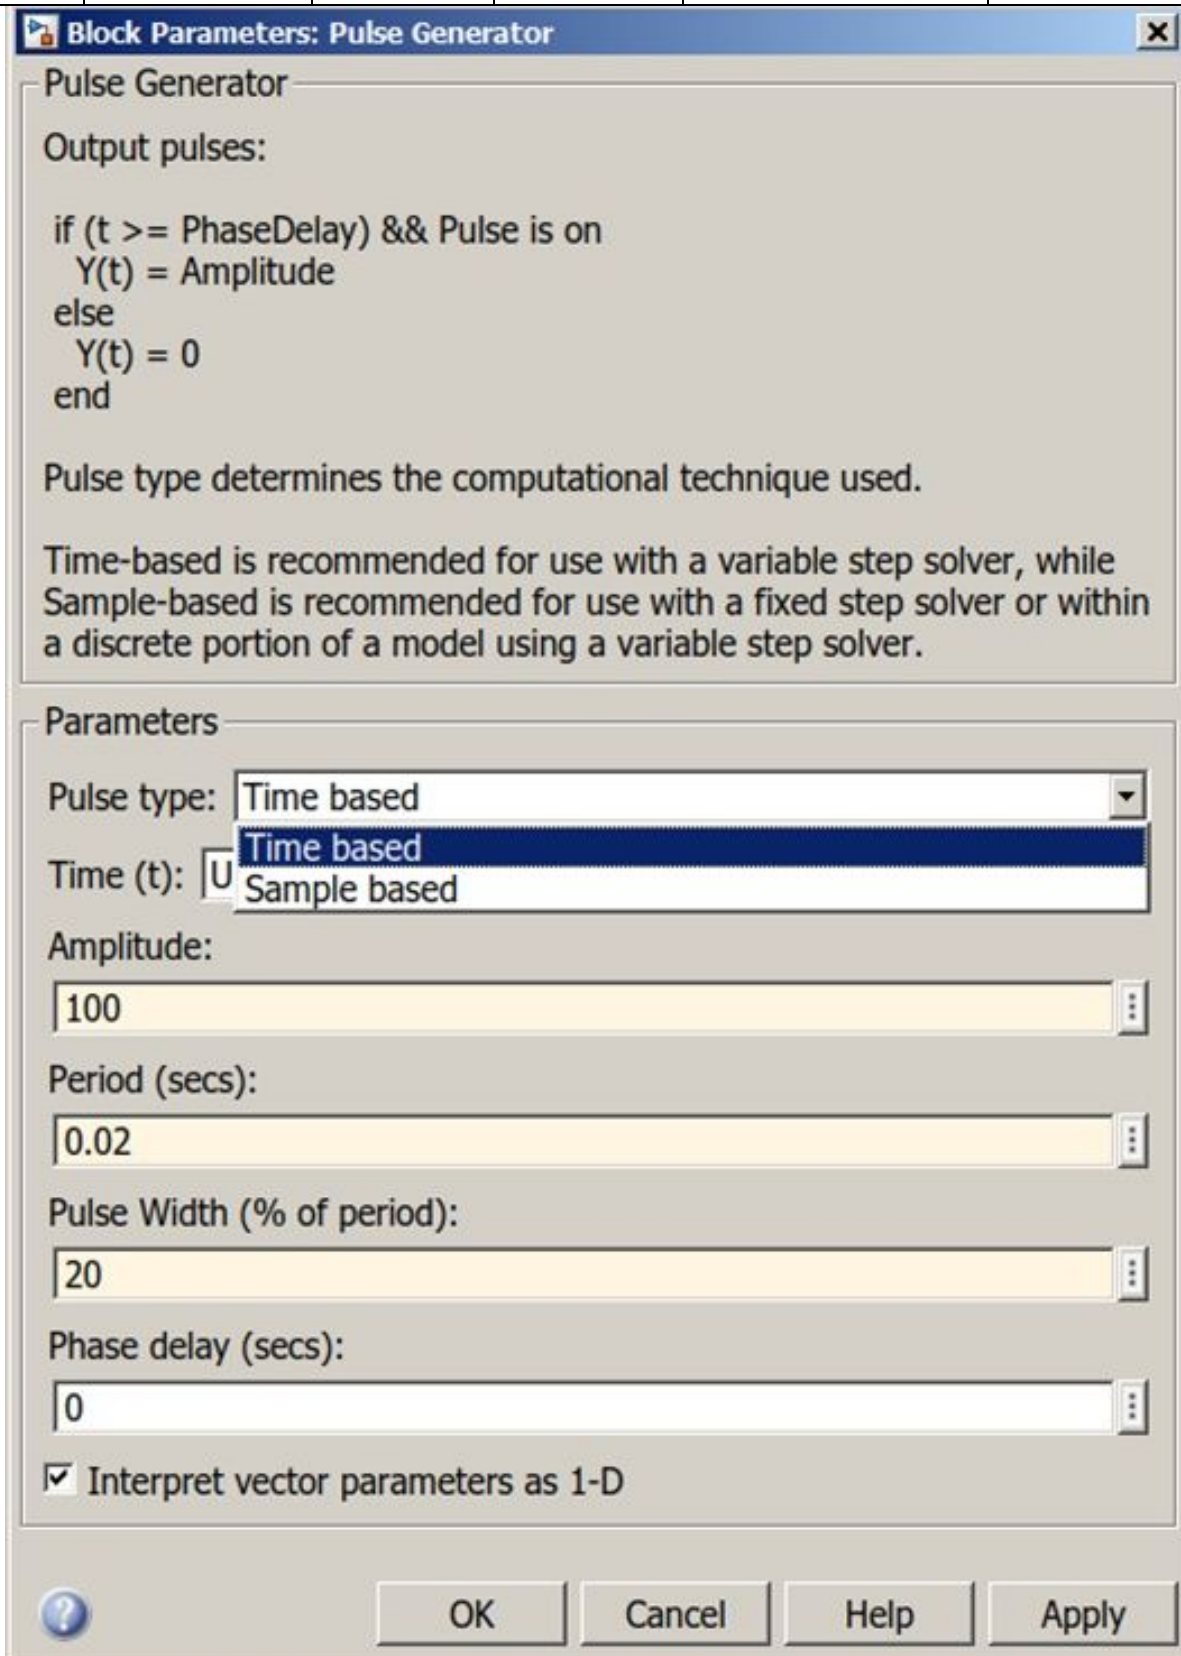 Block Parameters: Pulse Generator
Pulse Generator
Output pulses:
if (t >= PhaseDelay) && Pulse is on
Y(t) = Amplitude
else
Y(t) = 0
end
Pulse type determines the computational technique used.
Time-based is recommended for use with a variable step solver, while
Sample-based is recommended for use with a fixed step solver or within
a discrete portion of a model using a variable step solver.
Parameters
Pulse type: Time based
Time based
Time (t): U
Sample based
Amplitude:
100
Period (secs):
0.02
Pulse Width (% of period):
20
Phase delay (secs):
0
Interpret vector parameters as 1-D
OK Cancel Help Apply